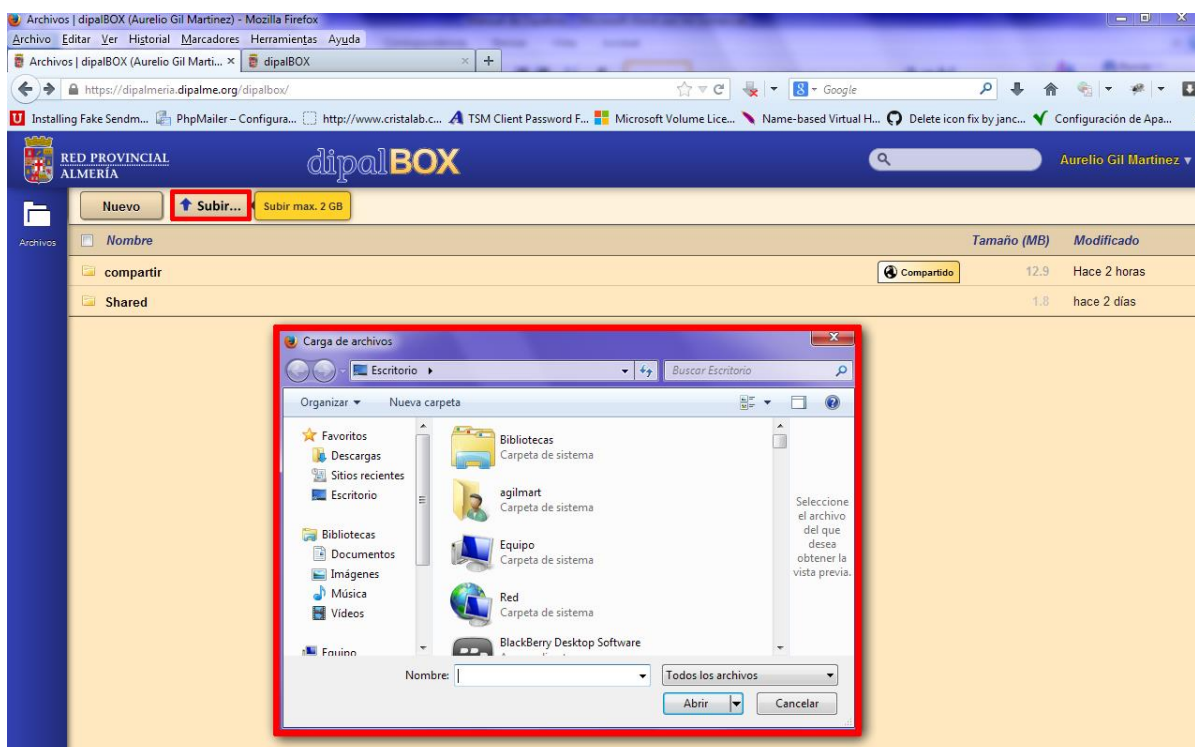 Archivos | dipalBOX (Aurelio Gil Martinez) - Mozilla Firefox
Archivo Editar Ver Historial Marcadores Herramientas Ayuda
Archivos | dipalBOX (Aurelio Gil Marti... × dipalBOX × +
https://dipalmeria.dipalme.org/dipalbox/ Google
Installing Fake Sendm... PhpMailer – Configura... http://www.cristalab.c... TSM Client Password F... Microsoft Volume Lice... Name-based Virtual H... Delete icon fix by janc... Configuración de Apa...
RED PROVINCIAL
ALMERÍA
dipalBOX
Aurelio Gil Martinez
Nuevo Subir... Subir max. 2 GB
Archivos
Nombre Tamaño (MB) Modificado
compartir Compartido 12.9 Hace 2 horas
Shared 1.8 hace 2 días
Carga de archivos
Escritorio Buscar Escritorio
Organizar Nueva carpeta
Favoritos
Descargas
Sitios recientes
Escritorio
Bibliotecas
Documentos
Imágenes
Música
Vídeos
Equipo
Bibliotecas
Carpeta de sistema
agilmart
Carpeta de sistema
Equipo
Carpeta de sistema
Red
Carpeta de sistema
BlackBerry Desktop Software
Seleccione
el archivo
del que
desea
obtener la
vista previa.
Nombre: Todos los archivos
Abrir Cancelar